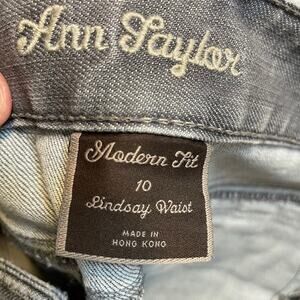 Ann Taylor
Modern Fit
10
Lindsay Waist
MADE IN
HONG KONG